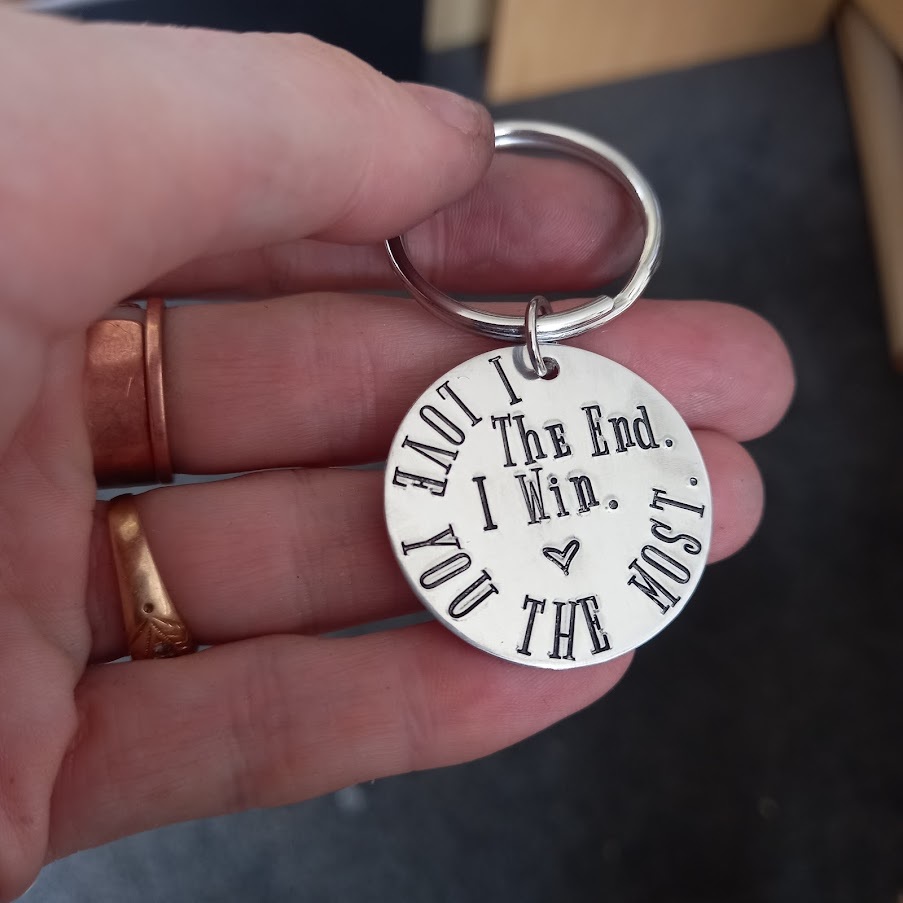 I LOVE YOU THE MOST.
The End.
I Win.